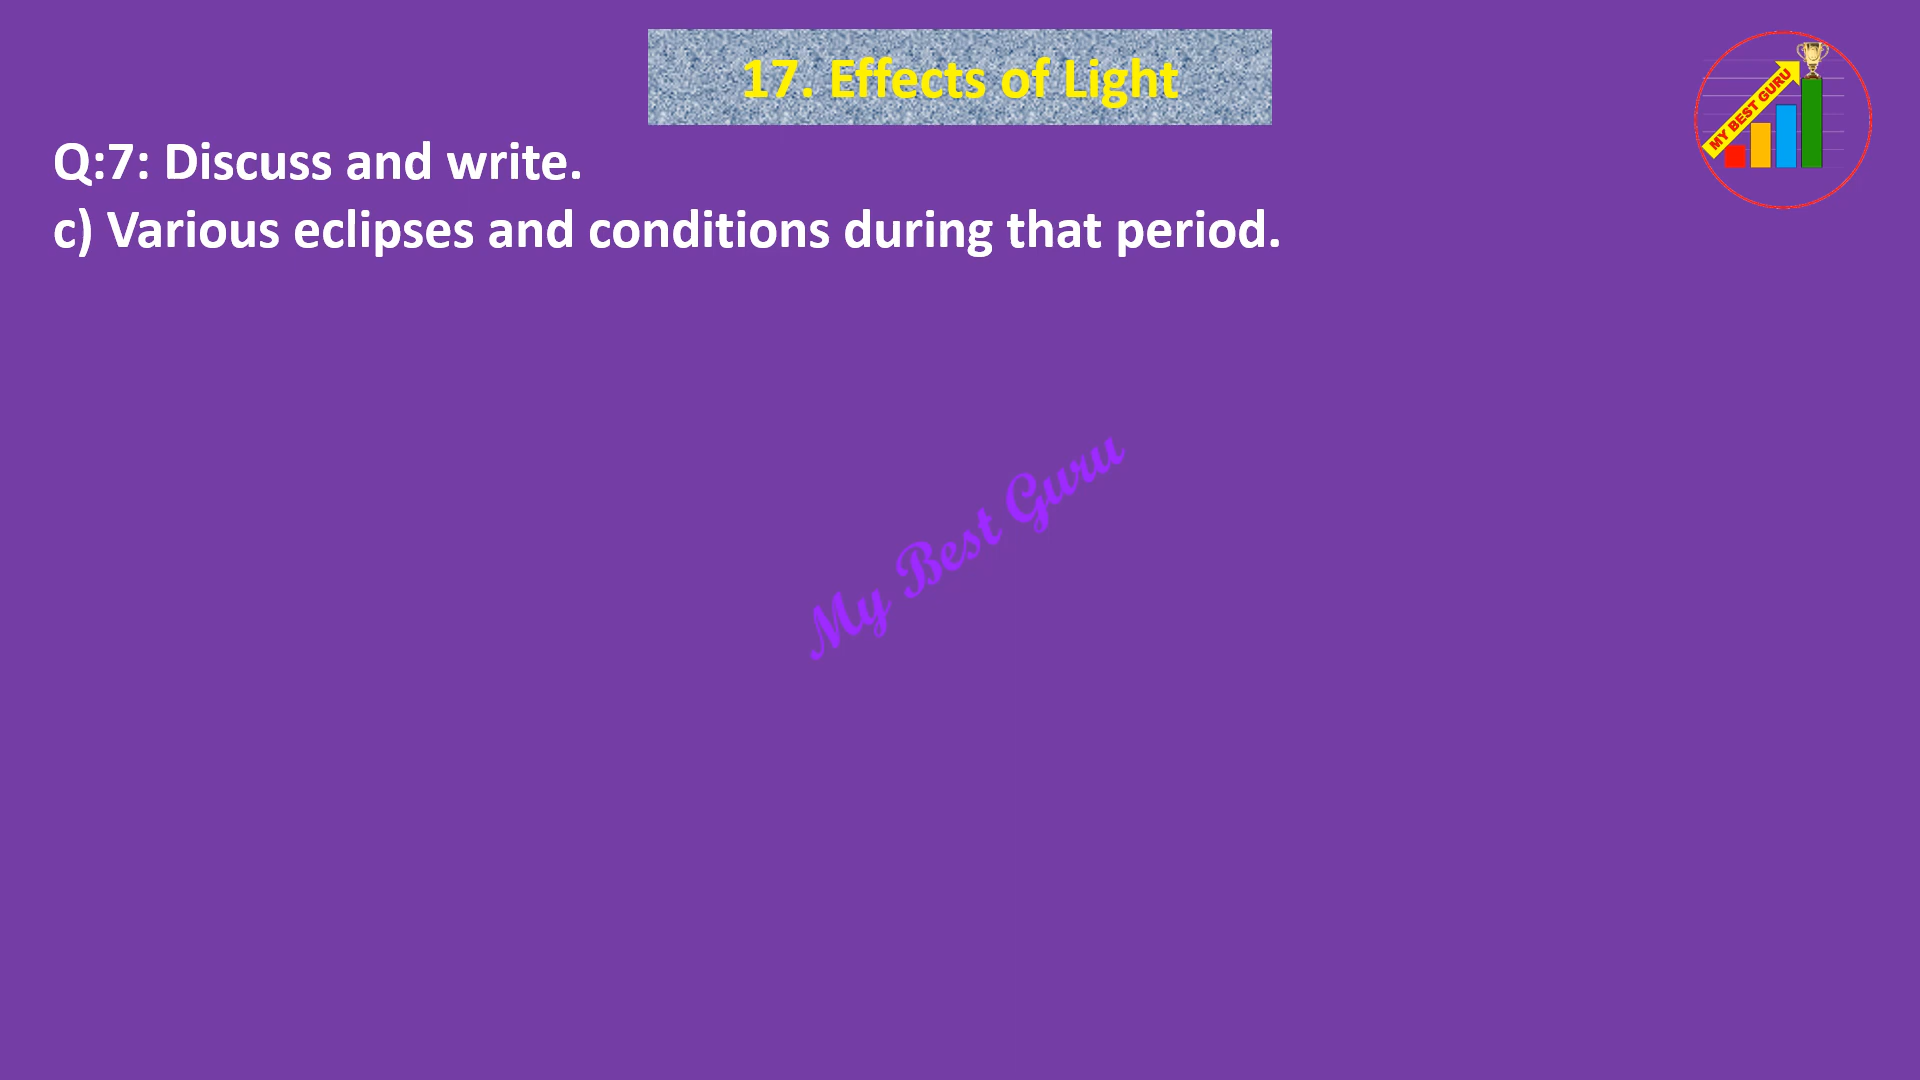 17. Effects of Light
MY BEST GURU
Q:7: Discuss and write.
c) Various eclipses and conditions during that period.
My Best Guru